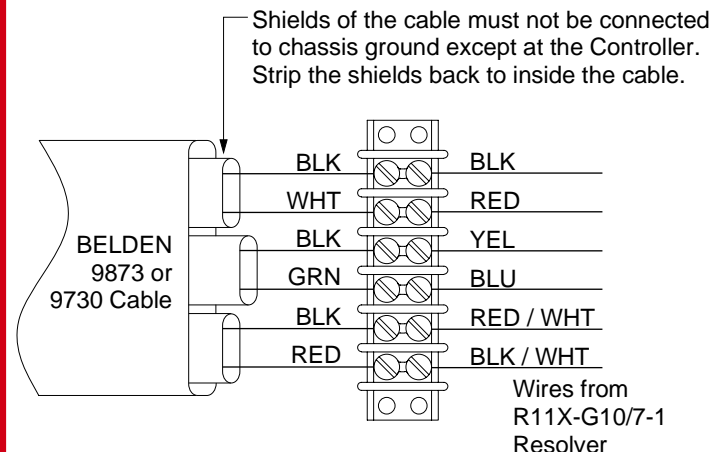 Shields of the cable must not be connected
to chassis ground except at the Controller.
Strip the shields back to inside the cable.
BLK BLK
WHT RED
BLK YEL
GRN BLU
BLK RED / WHT
RED BLK / WHT
BELDEN
9873 or
9730 Cable
Wires from
R11X-G10/7-1
Resolver